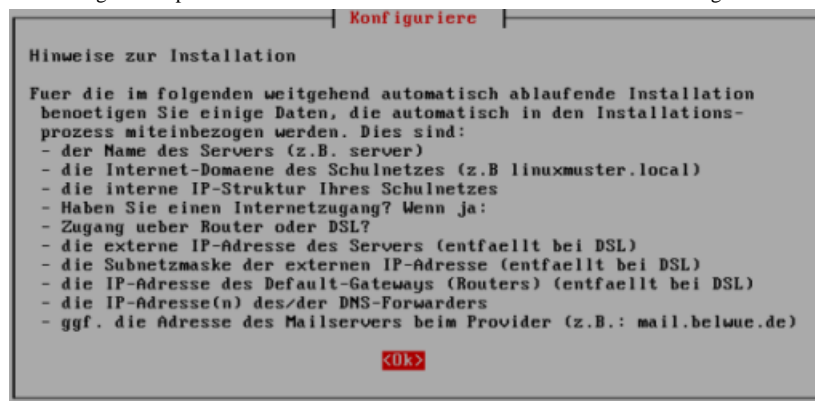 Konfiguriere
Hinweise zur Installation
Fuer die im folgenden weitgehend automatisch ablaufende Installation
benoetigen Sie einige Daten, die automatisch in den Installations-
prozess miteinbezogen werden. Dies sind:
- der Name des Servers (z.B. server)
- die Internet-Domaene des Schulnetzes (z.B linuxmuster.local)
- die interne IP-Struktur Ihres Schulnetzes
- Haben Sie einen Internetzugang? Wenn ja:
- Zugang ueber Router oder DSL?
- die externe IP-Adresse des Servers (entfaellt bei DSL)
- die Subnetzmaske der externen IP-Adresse (entfaellt bei DSL)
- die IP-Adresse des Default-Gateways (Routers) (entfaellt bei DSL)
- die IP-Adresse(n) des/der DNS-Forwarders
- ggf. die Adresse des Mailservers beim Provider (z.B.: mail.belwue.de)
<Ok>